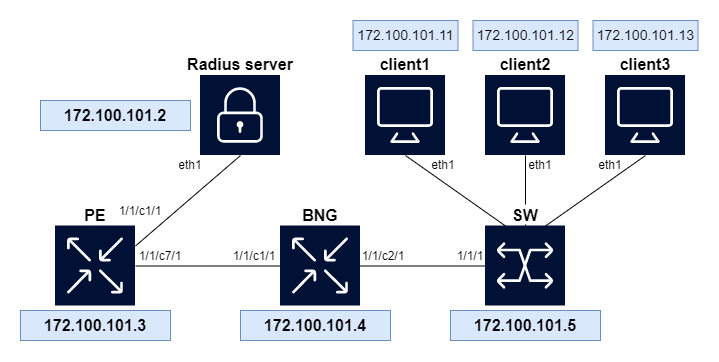 172.100.101.11
172.100.101.12
172.100.101.13
Radius server
client1
client2
client3
172.100.101.2
eth1
eth1
eth1
eth1
1/1/c1/1
PE
BNG
SW
1/1/c7/1
1/1/c1/1
1/1/c2/1
1/1/1
172.100.101.3
172.100.101.4
172.100.101.5